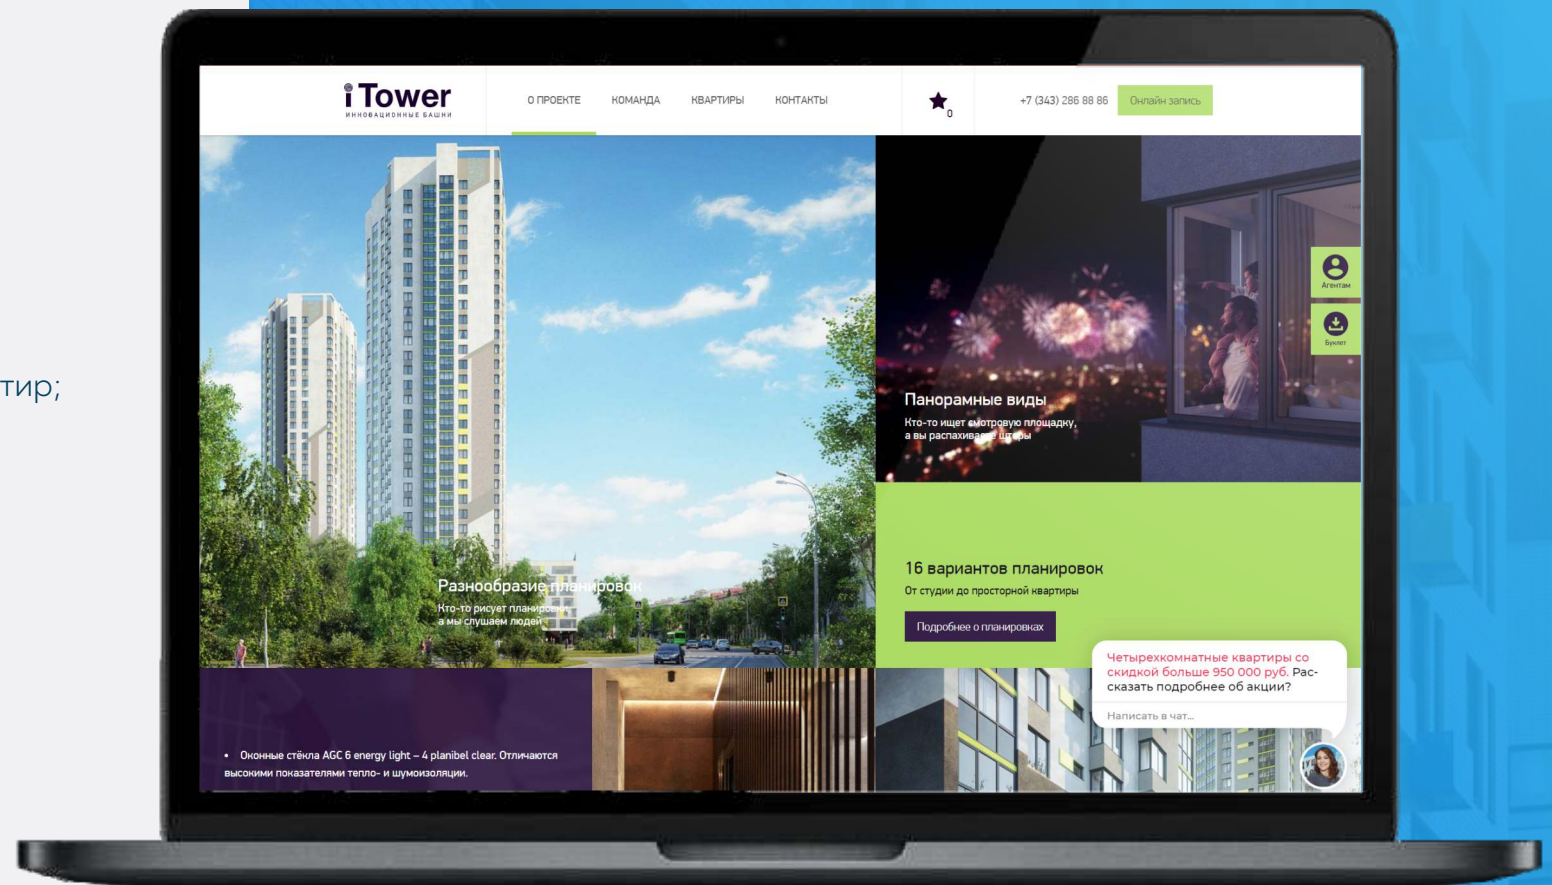 тир;
i Tower
ИННОВАЦИОННЫЕ БАШНИ
О ПРОЕКТЕ
КОМАНДА
КВАРТИРЫ
КОНТАКТЫ
0
+7 (343) 286 88 86
Онлайн запись
Агентам
Буклет
Панорамные виды
Кто-то ищет смотровую площадку,
а вы распахиваете шторы
Разнообразие планировок
Кто-то рисует планировки,
а мы слушаем людей
16 вариантов планировок
От студии до просторной квартиры
Подробнее о планировках
Четырехкомнатные квартиры со
скидкой больше 950 000 руб. Рас-
сказать подробнее об акции?
Написать в чат...
• Оконные стёкла AGC 6 energy light – 4 planibel clear. Отличаются
высокими показателями тепло- и шумоизоляции.